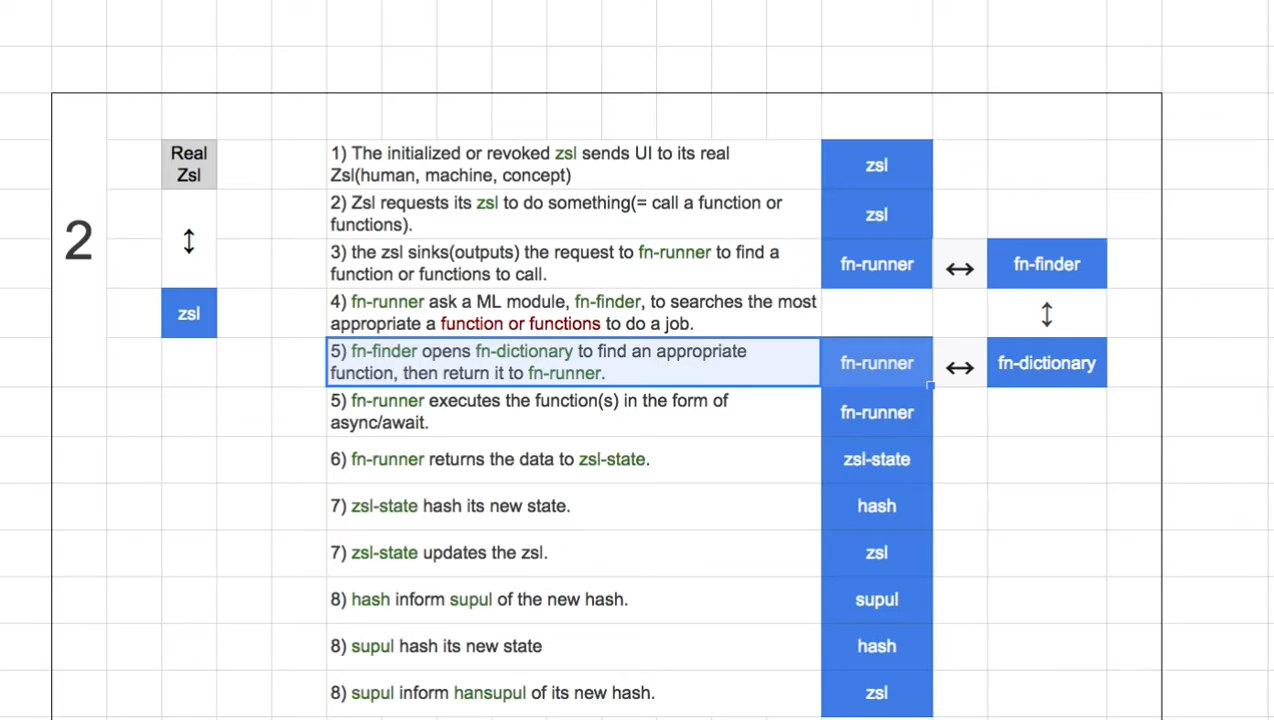 Real
Zsl
2
↕
zsl
1) The initialized or revoked zsl sends UI to its real
Zsl(human, machine, concept)
zsl
2) Zsl requests its zsl to do something(= call a function or
functions).
zsl
3) the zsl sinks(outputs) the request to fn-runner to find a
function or functions to call.
fn-runner ↔ fn-finder
4) fn-runner ask a ML module, fn-finder, to searches the most
appropriate a function or functions to do a job.
↕
5) fn-finder opens fn-dictionary to find an appropriate
function, then return it to fn-runner.
fn-runner ↔ fn-dictionary
5) fn-runner executes the function(s) in the form of
async/await.
fn-runner
6) fn-runner returns the data to zsl-state.
zsl-state
7) zsl-state hash its new state.
hash
7) zsl-state updates the zsl.
zsl
8) hash inform supul of the new hash.
supul
8) supul hash its new state
hash
8) supul inform hansupul of its new hash.
zsl